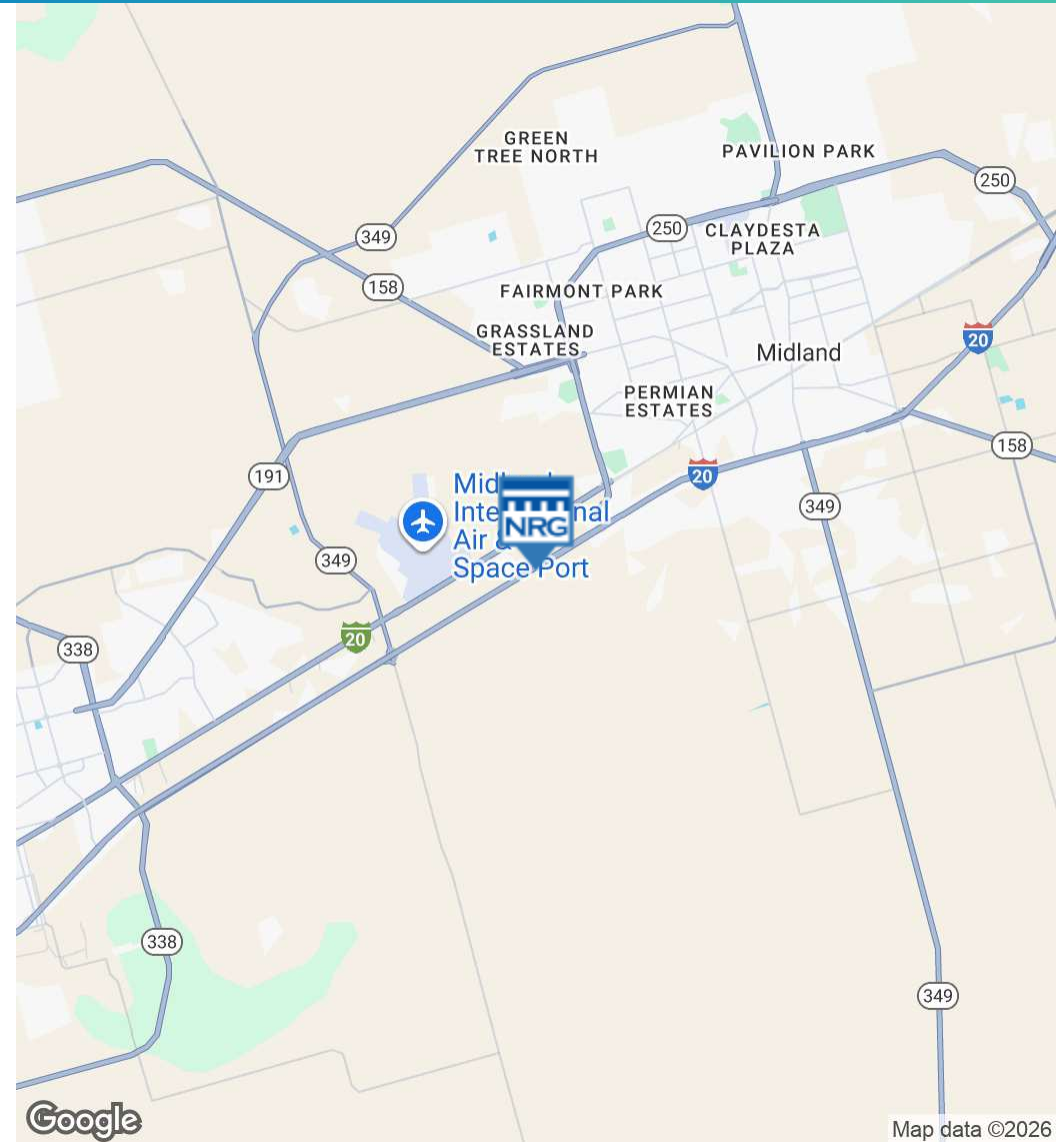 GREEN
TREE NORTH
PAVILION PARK
250
250
349
CLAYDESTA
PLAZA
158
FAIRMONT PARK
GRASSLAND
ESTATES
20
Midland
PERMIAN
ESTATES
158
191
20
349
NRG
Air &
Space Port
349
20
338
338
349
Google
Map data ©2026